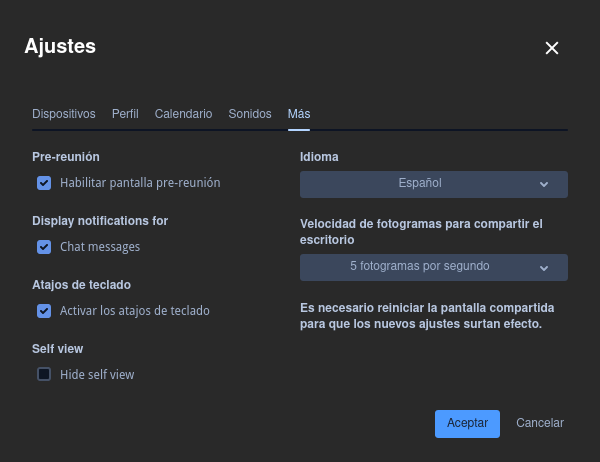 Ajustes
Dispositivos Perfil Calendario Sonidos Más
Pre-reunión
Habilitar pantalla pre-reunión
Display notifications for
Chat messages
Atajos de teclado
Activar los atajos de teclado
Self view
Hide self view
Idioma
Español
Velocidad de fotogramas para compartir el
escritorio
5 fotogramas por segundo
Es necesario reiniciar la pantalla compartida
para que los nuevos ajustes surtan efecto.
Aceptar Cancelar